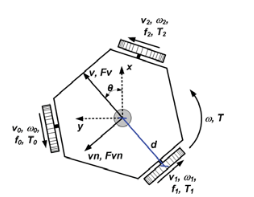 v₂, ω₂,
f₂, T₂
v, Fv
x
θ
ω, T
v₀, ω₀,
f₀, T₀
y
d
vn, Fvn
v₁, ω₁,
f₁, T₁